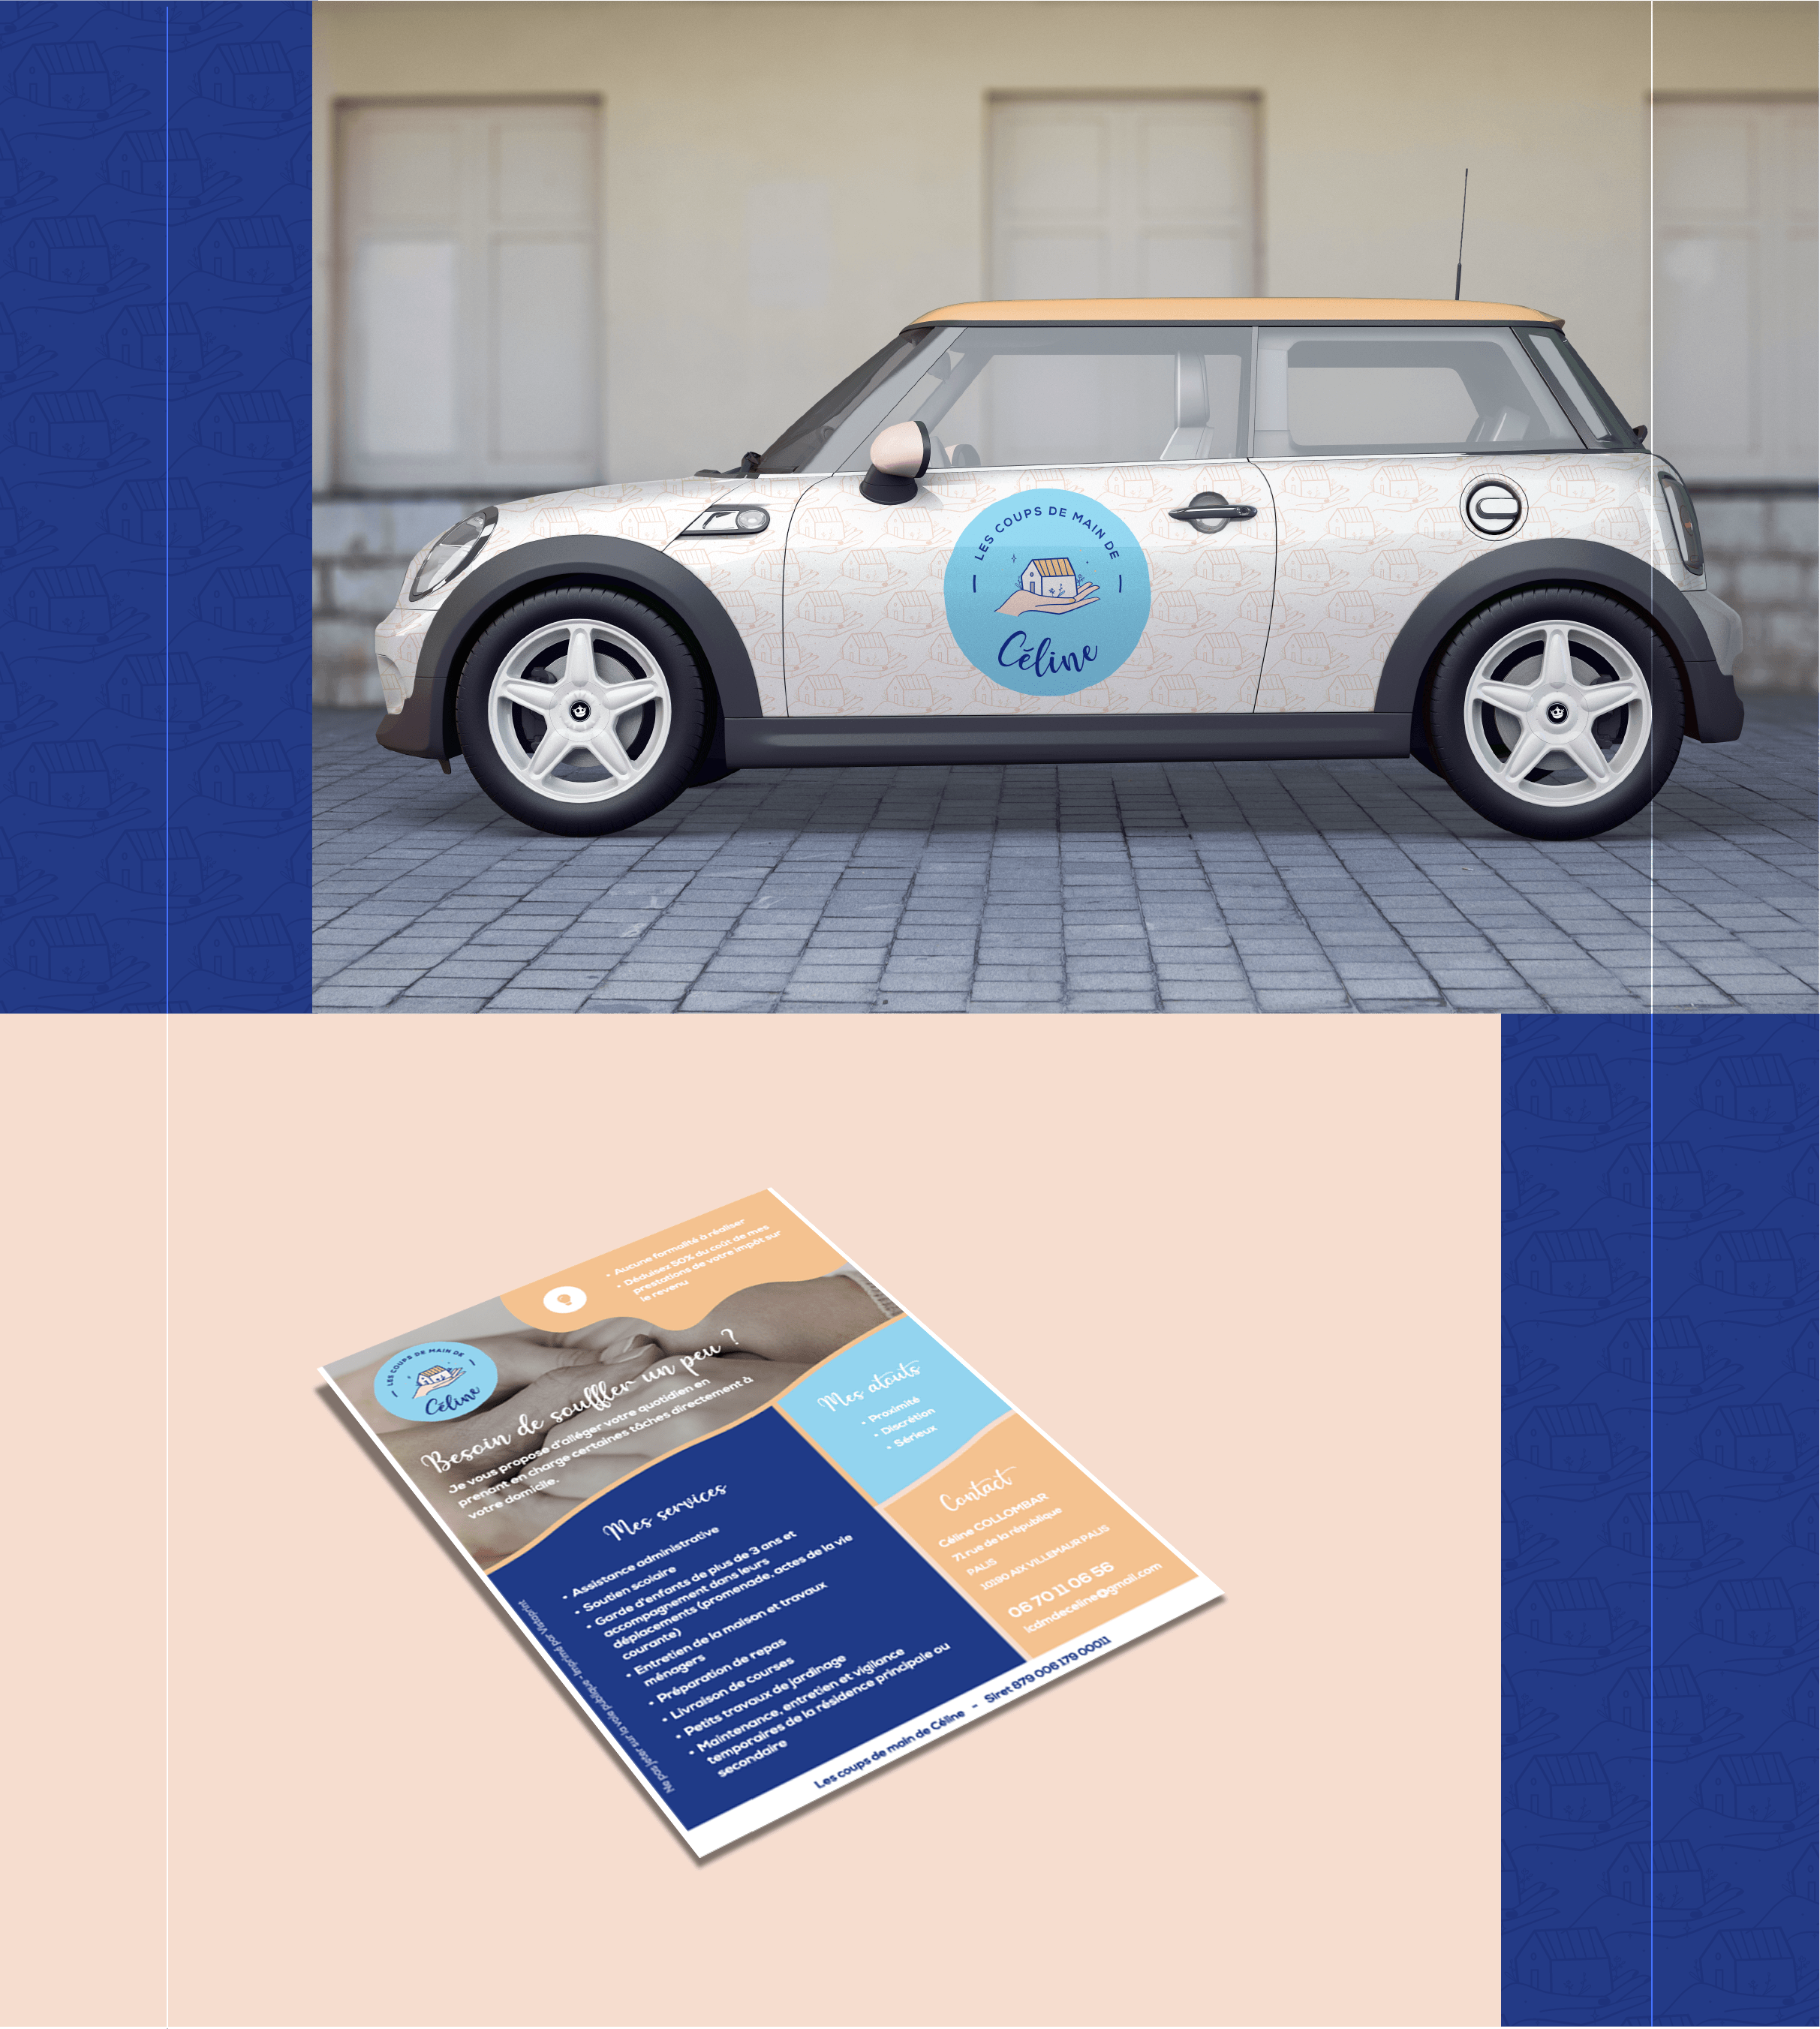 LES COUPS DE MAIN DE
Céline
• Aucune formalité à réaliser
• Déduisez 50% du coût de mes
prestations de votre impôt sur
le revenu
LES COUPS DE MAIN DE
Céline
Besoin de souffler un peu ?
Je vous propose d'alléger votre quotidien en
prenant en charge certaines tâches directement à
votre domicile.
Mes atouts
• Proximité
• Discrétion
• Sérieux
Mes services
• Assistance administrative
• Soutien scolaire
• Garde d'enfants de plus de 3 ans et
accompagnement dans leurs
déplacements (promenade, actes de la vie
courante)
• Entretien de la maison et travaux
ménagers
• Préparation de repas
• Livraison de courses
• Petits travaux de jardinage
• Maintenance, entretien et vigilance
temporaires de la résidence principale ou
secondaire
Contact
Céline COLLOMBAR
71 rue de la république
PALIS
10190 AIX VILLEMAUR PALIS
06 70 11 06 56
lcdmdeceline@gmail.com
Ne pas jeter sur la voie publique - Imprimé par Vistaprint
Les coups de main de Céline - Siret 879 006 179 00011